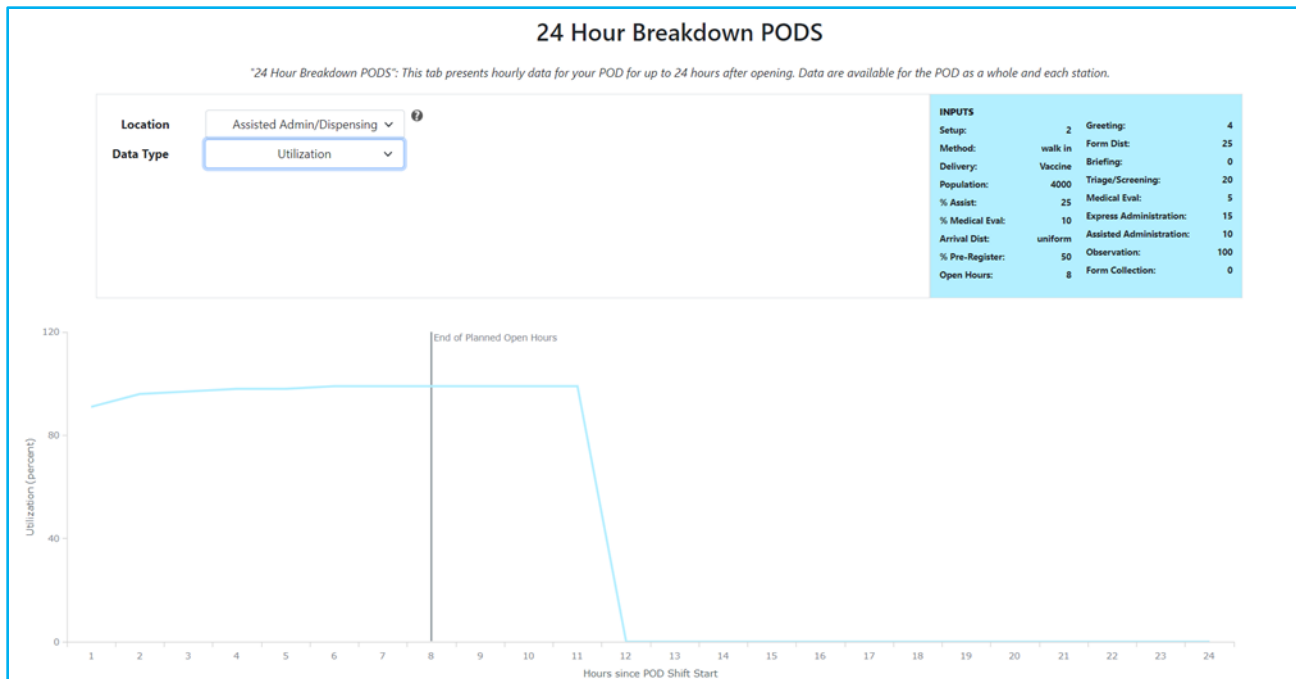 24 Hour Breakdown PODS
"24 Hour Breakdown PODS": This tab presents hourly data for your POD for up to 24 hours after opening. Data are available for the POD as a whole and each station.
Location Assisted Admin/Dispensing ?
Data Type Utilization
INPUTS
Setup: 2
Method: walk in
Delivery: Vaccine
Population: 4000
% Assist: 25
% Medical Eval: 10
Arrival Dist: uniform
% Pre-Register: 50
Open Hours: 8
Greeting: 4
Form Dist: 25
Briefing: 0
Triage/Screening: 20
Medical Eval: 5
Express Administration: 15
Assisted Administration: 10
Observation: 100
Form Collection: 0
120
80
40
0
Utilization (percent)
End of Planned Open Hours
1 2 3 4 5 6 7 8 9 10 11 12 13 14 15 16 17 18 19 20 21 22 23 24
Hours since POD Shift Start